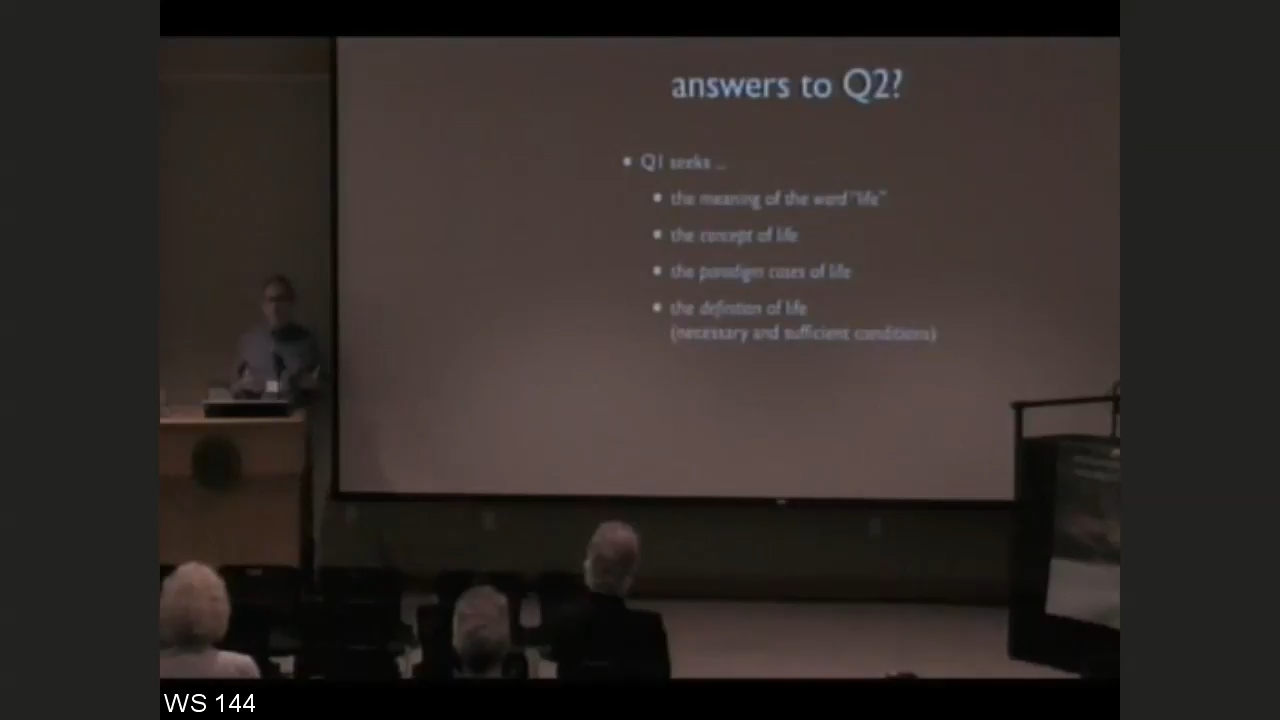 answers to Q2?
• Q1 seeks ...
• the meaning of the word "life"
• the concept of life
• the paradigm cases of life
• the definition of life
(necessary and sufficient conditions)
WS 144